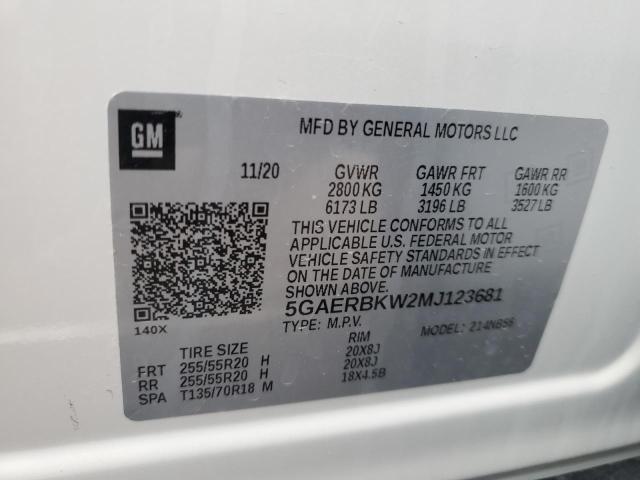 GM
MFD BY GENERAL MOTORS LLC
11/20 GVWR GAWR FRT GAWR RR
2800 KG 1450 KG 1600 KG
6173 LB 3196 LB 3527 LB
THIS VEHICLE CONFORMS TO ALL
APPLICABLE U.S. FEDERAL MOTOR
VEHICLE SAFETY STANDARDS IN EFFECT
ON THE DATE OF MANUFACTURE
SHOWN ABOVE.
5GAERBKW2MJ123681
140X
TYPE: M.P.V. MODEL: 214NB56
TIRE SIZE RIM
FRT 255/55R20 H 20X8J
RR 255/55R20 H 20X8J
SPA T135/70R18 M 18X4.5B